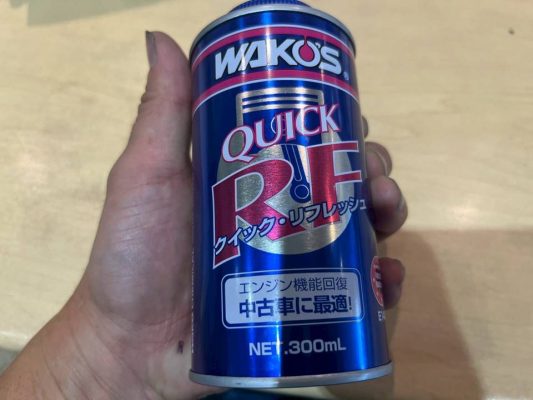 WAKO'S®
QUICK
RF
クイック・リフレッシュ
エンジン機能回復
中古車に最適!
NET.300mL